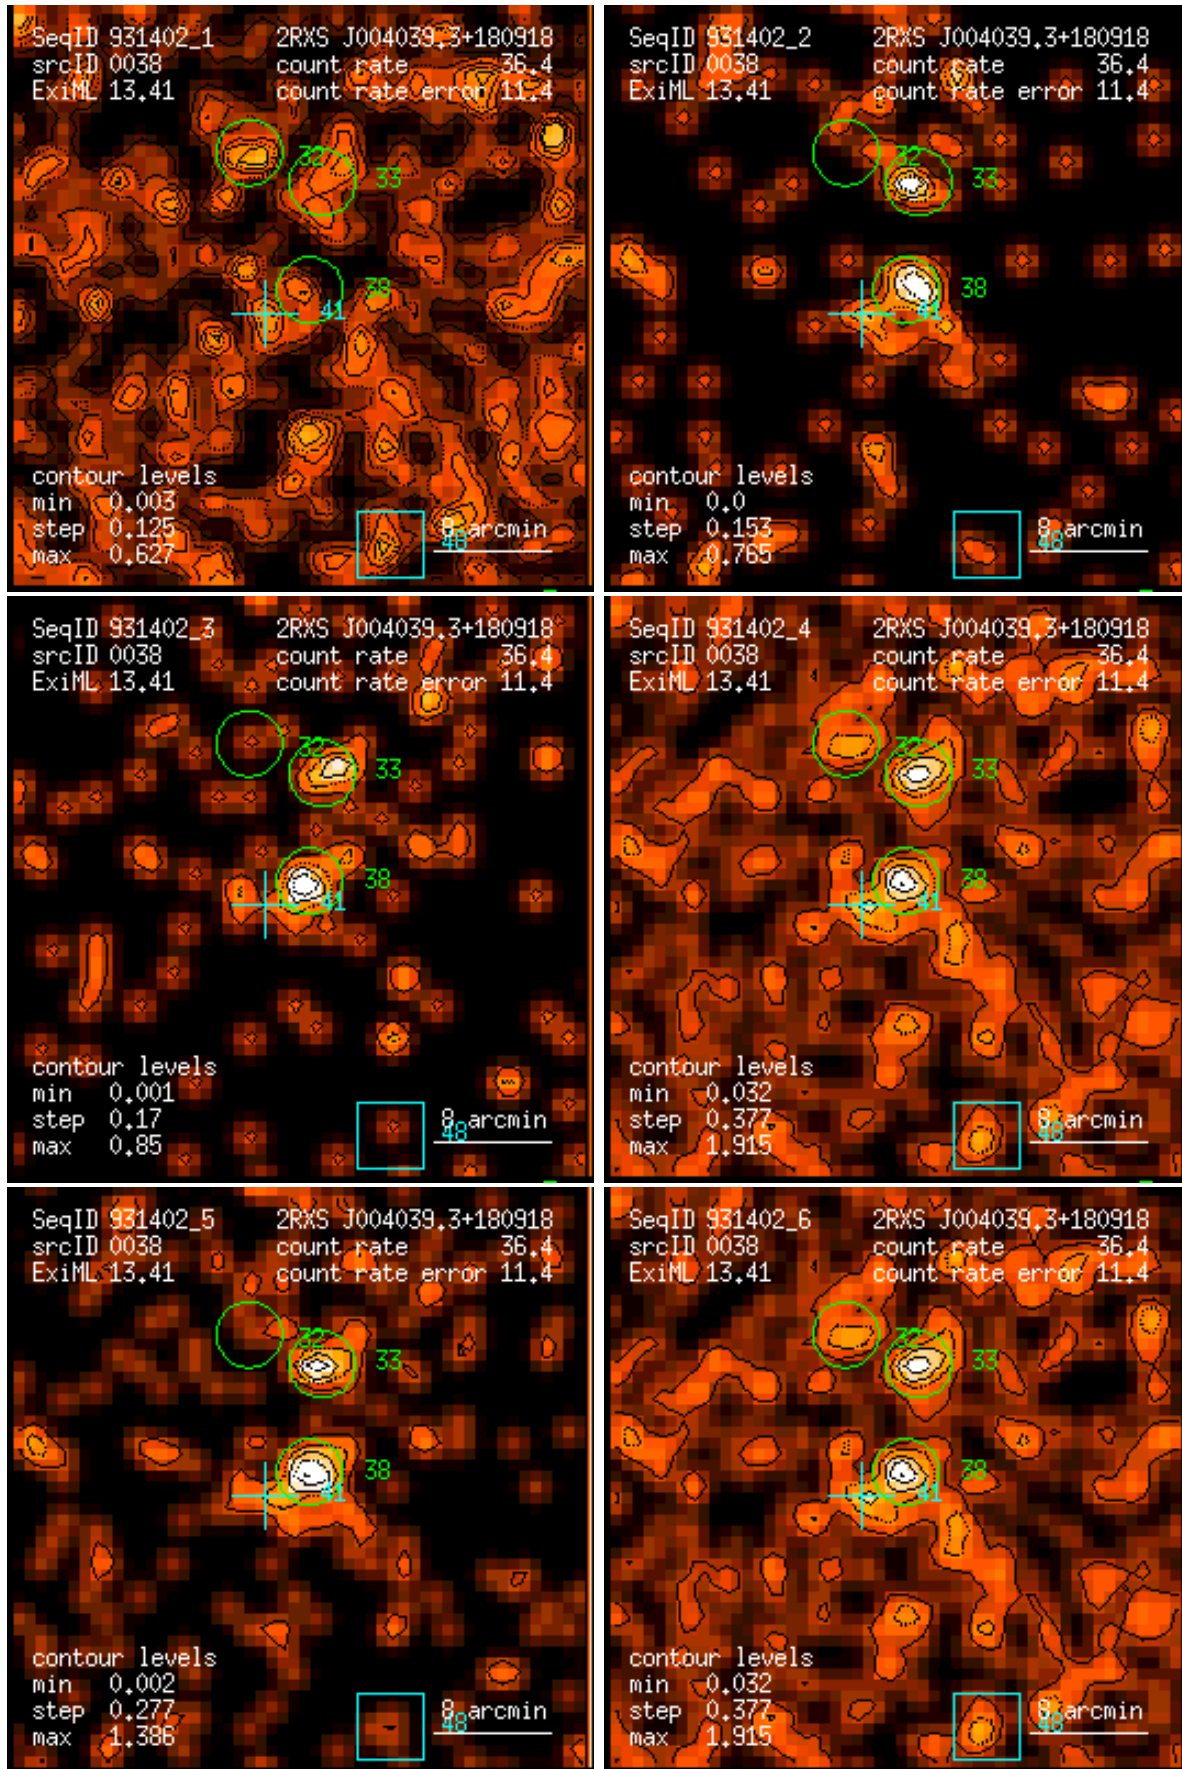 SeqID 931402_1 2RXS J004039.3+180918
srcID 0038 count rate 36.4
ExiML 13.41 count rate error 11.4
32
33
38
41
contour levels
min 0.003
step 0.125 8 arcmin
48
max 0.627
SeqID 931402_2 2RXS J004039.3+180918
srcID 0038 count rate 36.4
ExiML 13.41 count rate error 11.4
32
33
38
41
contour levels
min 0.0
step 0.153 8 arcmin
48
max 0.765
SeqID 931402_3 2RXS J004039.3+180918
srcID 0038 count rate 36.4
ExiML 13.41 count rate error 11.4
32
33
38
41
contour levels
min 0.001
step 0.17 8 arcmin
48
max 0.85
SeqID 931402_4 2RXS J004039.3+180918
srcID 0038 count rate 36.4
ExiML 13.41 count rate error 11.4
32
33
38
41
contour levels
min 0.032
step 0.377 8 arcmin
48
max 1.915
SeqID 931402_5 2RXS J004039.3+180918
srcID 0038 count rate 36.4
ExiML 13.41 count rate error 11.4
32
33
38
41
contour levels
min 0.002
step 0.277 8 arcmin
48
max 1.386
SeqID 931402_6 2RXS J004039.3+180918
srcID 0038 count rate 36.4
ExiML 13.41 count rate error 11.4
32
33
38
41
contour levels
min 0.032
step 0.377 8 arcmin
48
max 1.915